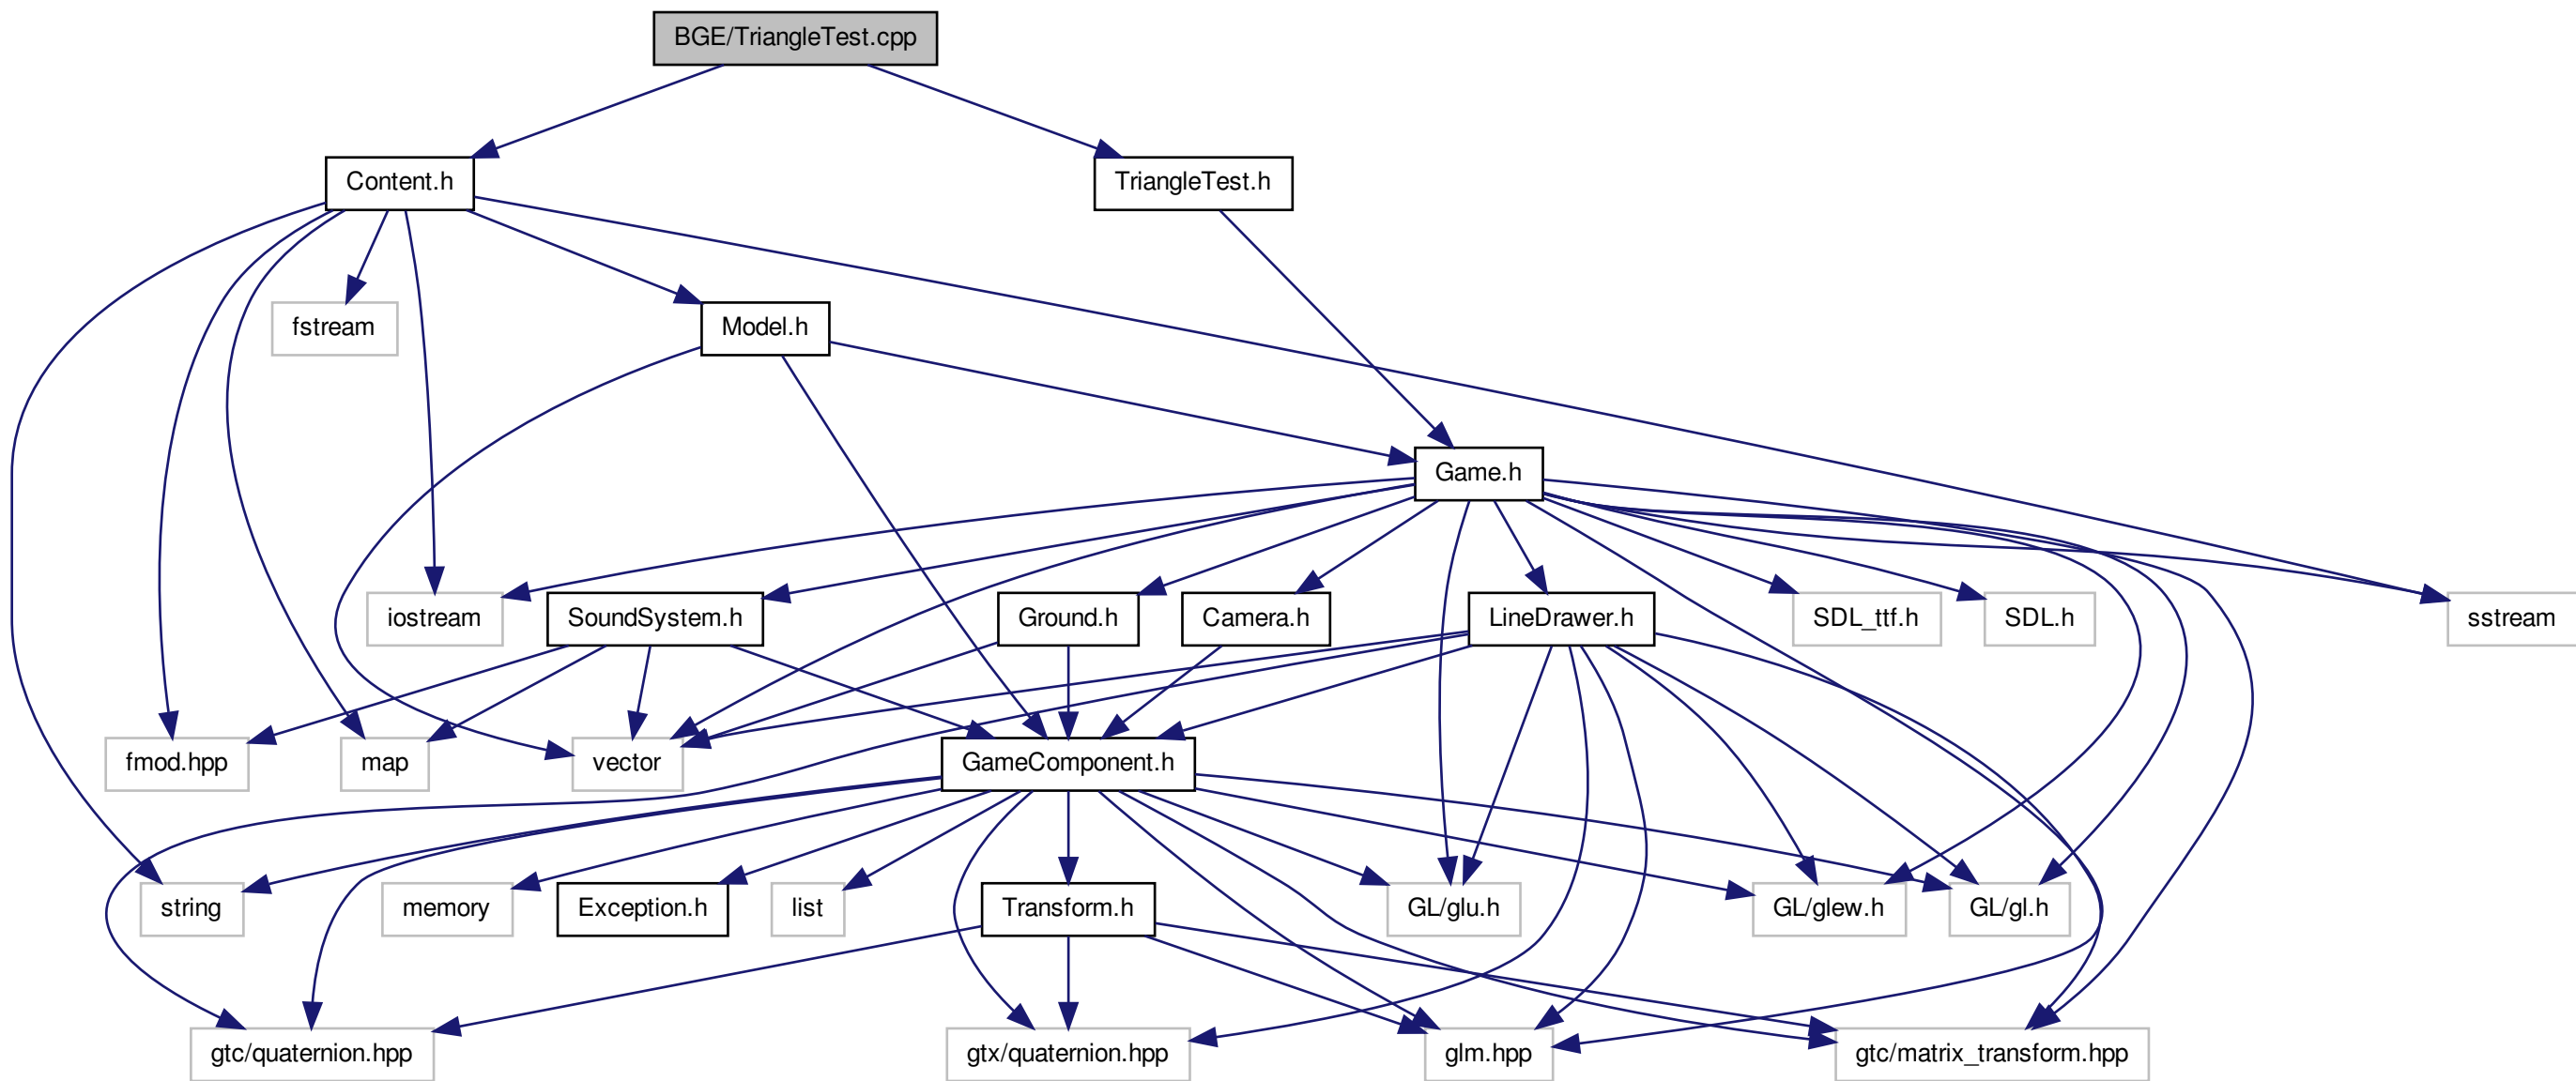 BGE/TriangleTest.cpp
Content.h
TriangleTest.h
fstream
Model.h
Game.h
iostream
SoundSystem.h
Ground.h
Camera.h
LineDrawer.h
SDL_ttf.h
SDL.h
sstream
fmod.hpp
map
vector
GameComponent.h
string
memory
Exception.h
list
Transform.h
GL/glu.h
GL/glew.h
GL/gl.h
gtc/quaternion.hpp
gtx/quaternion.hpp
glm.hpp
gtc/matrix_transform.hpp